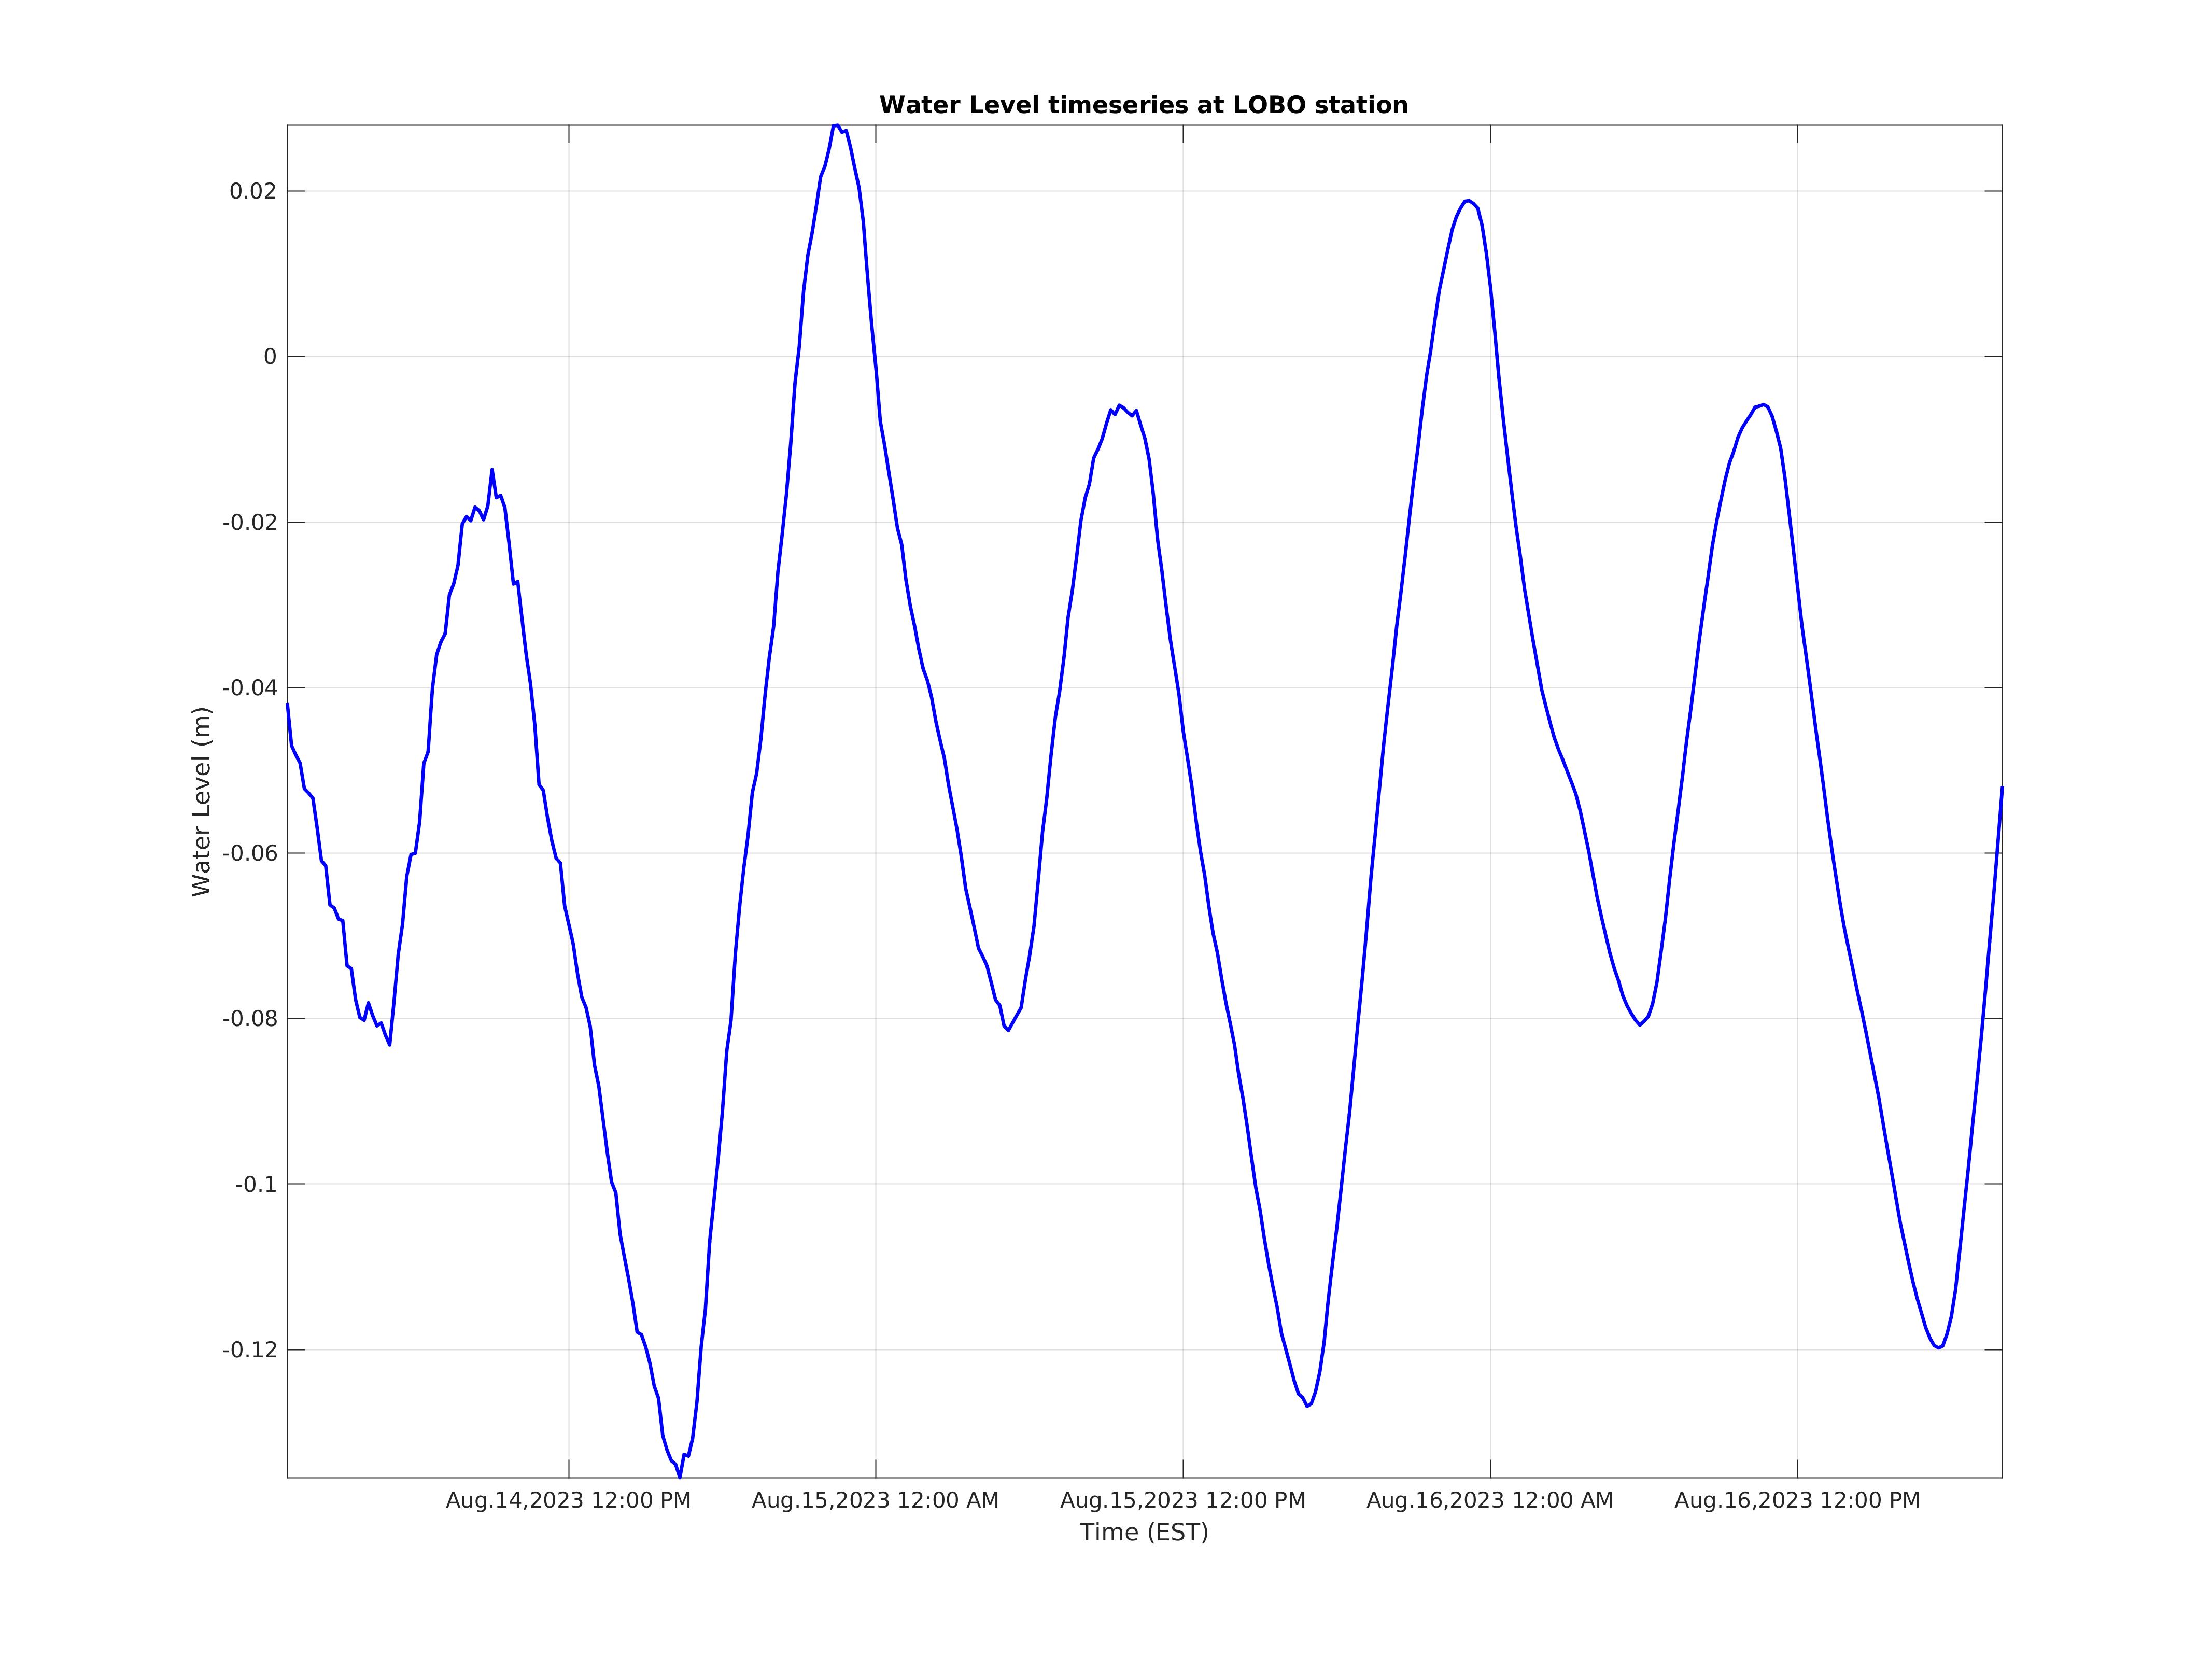 Water Level timeseries at LOBO station
0.02
0
-0.02
-0.04
-0.06
-0.08
-0.1
-0.12
Water Level (m)
Aug.14,2023 12:00 PM
Aug.15,2023 12:00 AM
Aug.15,2023 12:00 PM
Aug.16,2023 12:00 AM
Aug.16,2023 12:00 PM
Time (EST)